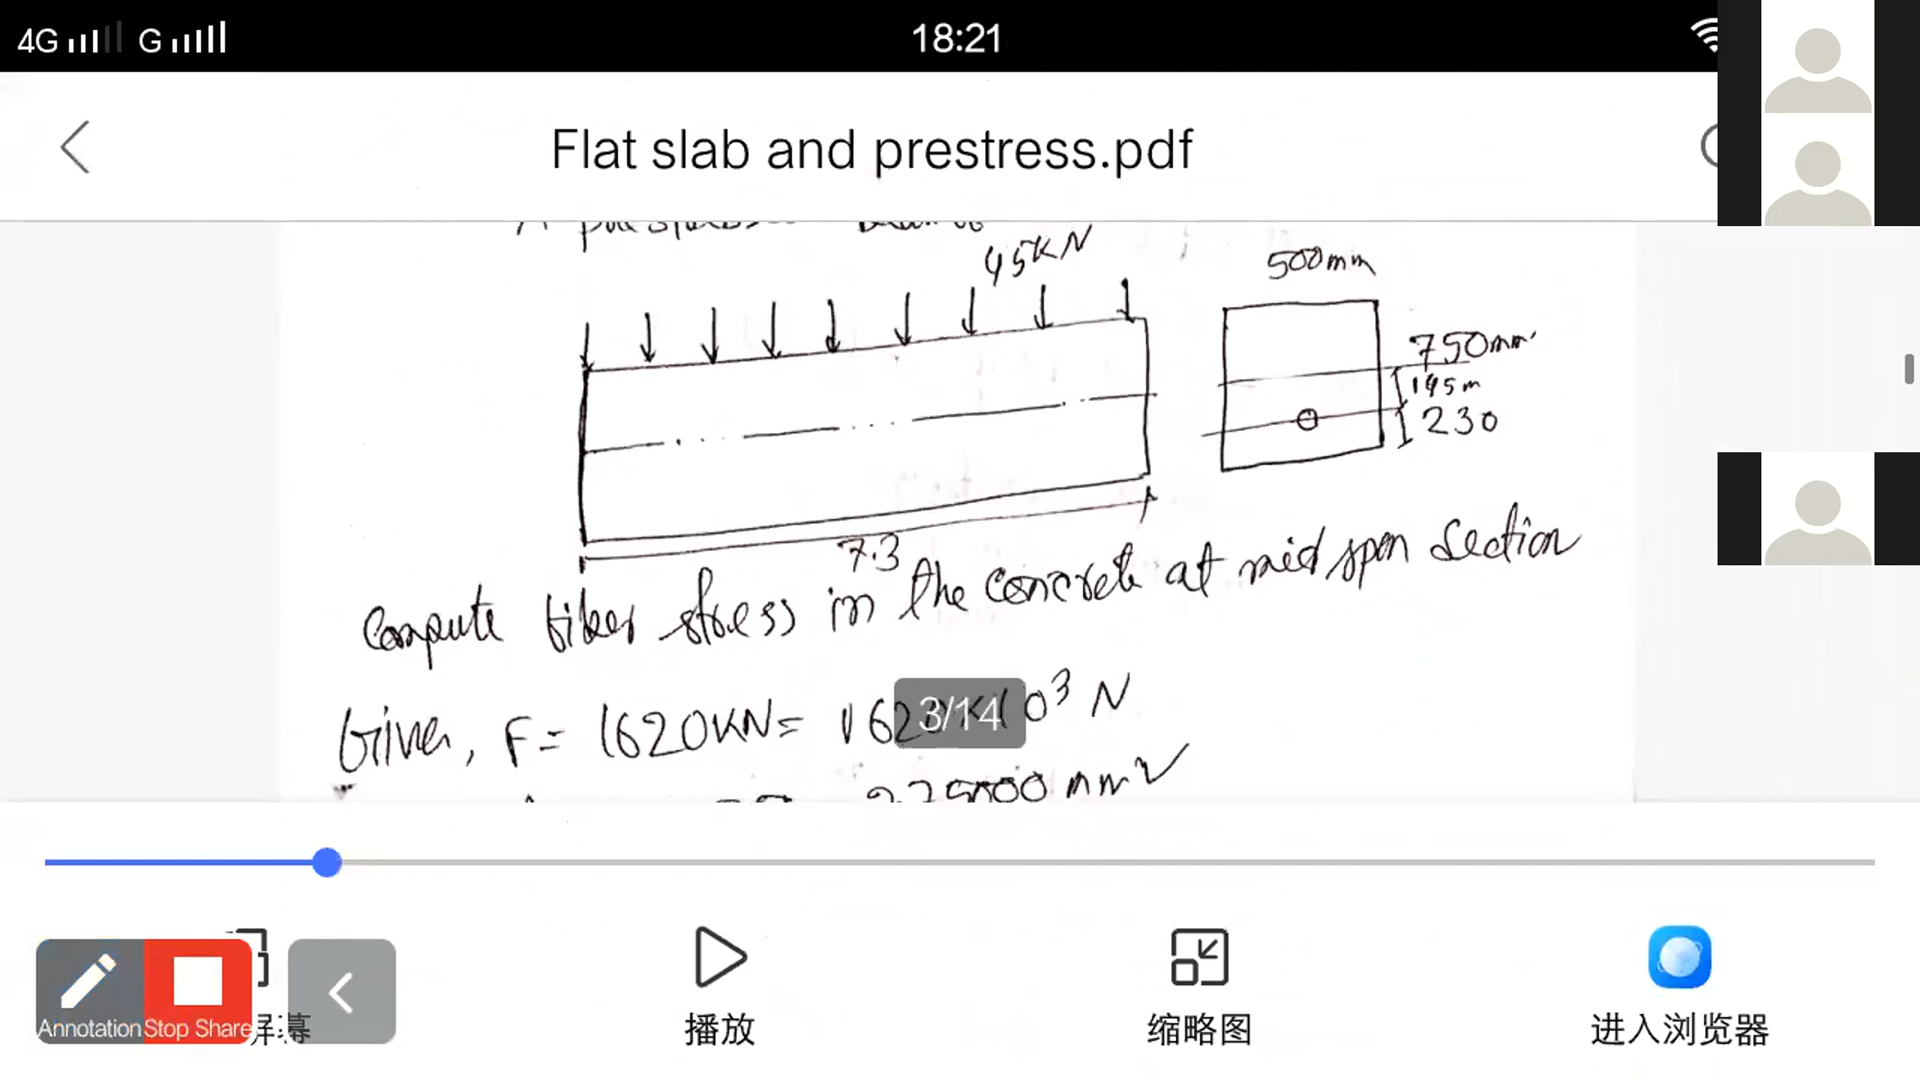 4G G 18:21
Flat slab and prestress.pdf
45KN
500mm
750mm
145m
230
7.3
Compute fiber stress in the concrete at mid span section
Given, F = 1620KN = 1620×10³ N
3/14
Annotation Stop Share 屏幕
播放
缩略图
进入浏览器